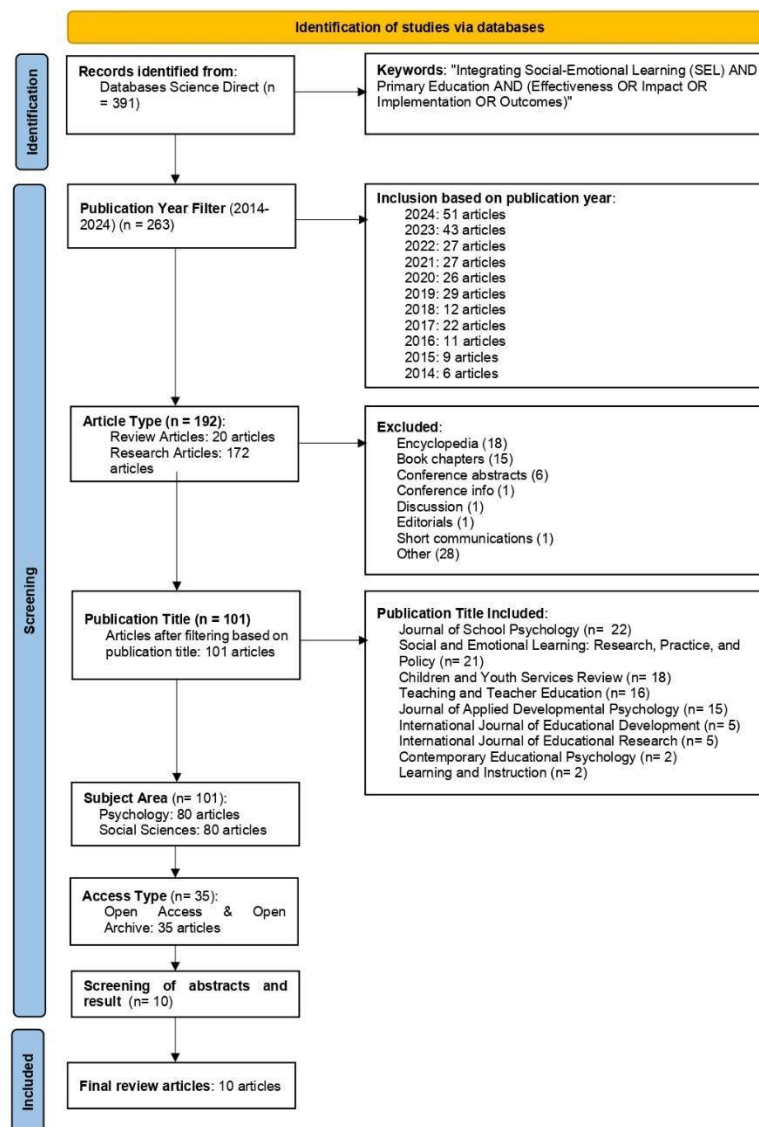 Identification of studies via databases
Identification
Records identified from:
Databases Science Direct (n
= 391)
Keywords: "Integrating Social-Emotional Learning (SEL) AND
Primary Education AND (Effectiveness OR Impact OR
Implementation OR Outcomes)"
Screening
Publication Year Filter (2014-
2024) (n = 263)
Inclusion based on publication year:
2024: 51 articles
2023: 43 articles
2022: 27 articles
2021: 27 articles
2020: 26 articles
2019: 29 articles
2018: 12 articles
2017: 22 articles
2016: 11 articles
2015: 9 articles
2014: 6 articles
Article Type (n = 192):
Review Articles: 20 articles
Research Articles: 172
articles
Excluded:
Encyclopedia (18)
Book chapters (15)
Conference abstracts (6)
Conference info (1)
Discussion (1)
Editorials (1)
Short communications (1)
Other (28)
Publication Title (n = 101)
Articles after filtering based on
publication title: 101 articles
Publication Title Included:
Journal of School Psychology (n= 22)
Social and Emotional Learning: Research, Practice, and
Policy (n= 21)
Children and Youth Services Review (n= 18)
Teaching and Teacher Education (n= 16)
Journal of Applied Developmental Psychology (n= 15)
International Journal of Educational Development (n= 5)
International Journal of Educational Research (n= 5)
Contemporary Educational Psychology (n= 2)
Learning and Instruction (n= 2)
Subject Area (n= 101):
Psychology: 80 articles
Social Sciences: 80 articles
Access Type (n= 35):
Open Access & Open
Archive: 35 articles
Screening of abstracts and
result (n= 10)
Included
Final review articles: 10 articles